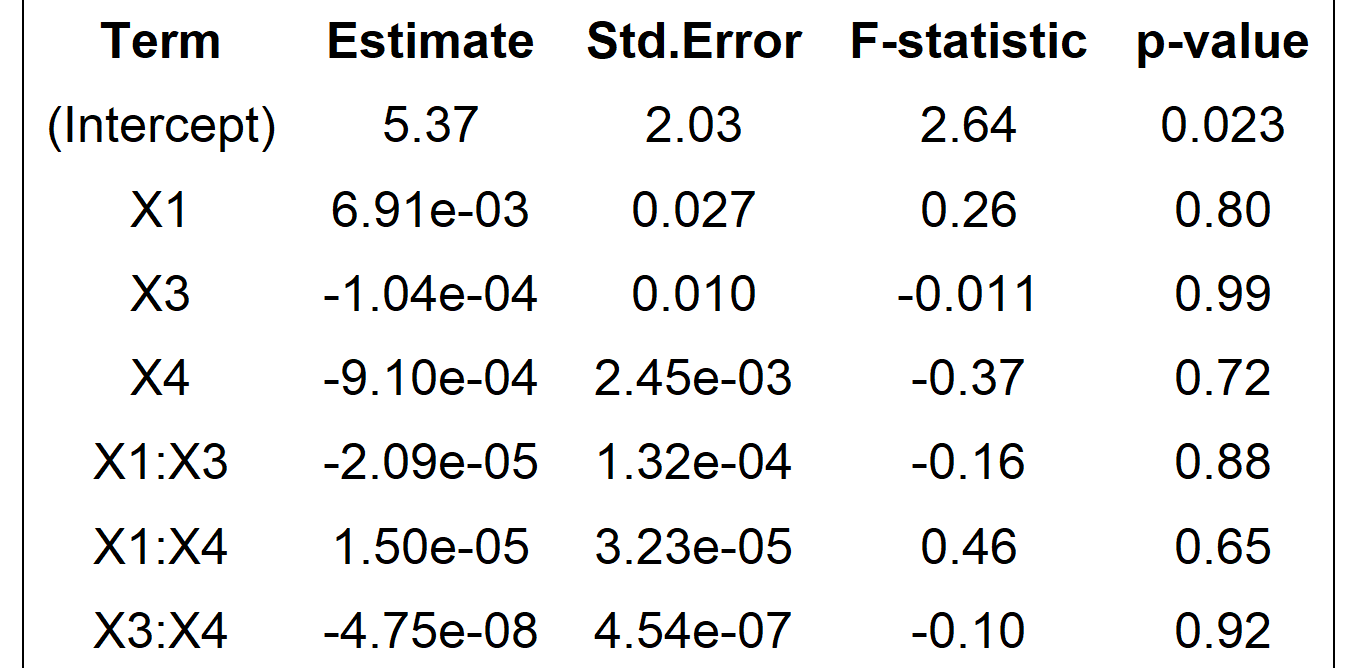 Term Estimate Std.Error F-statistic p-value
(Intercept) 5.37 2.03 2.64 0.023
X1 6.91e-03 0.027 0.26 0.80
X3 -1.04e-04 0.010 -0.011 0.99
X4 -9.10e-04 2.45e-03 -0.37 0.72
X1:X3 -2.09e-05 1.32e-04 -0.16 0.88
X1:X4 1.50e-05 3.23e-05 0.46 0.65
X3:X4 -4.75e-08 4.54e-07 -0.10 0.92